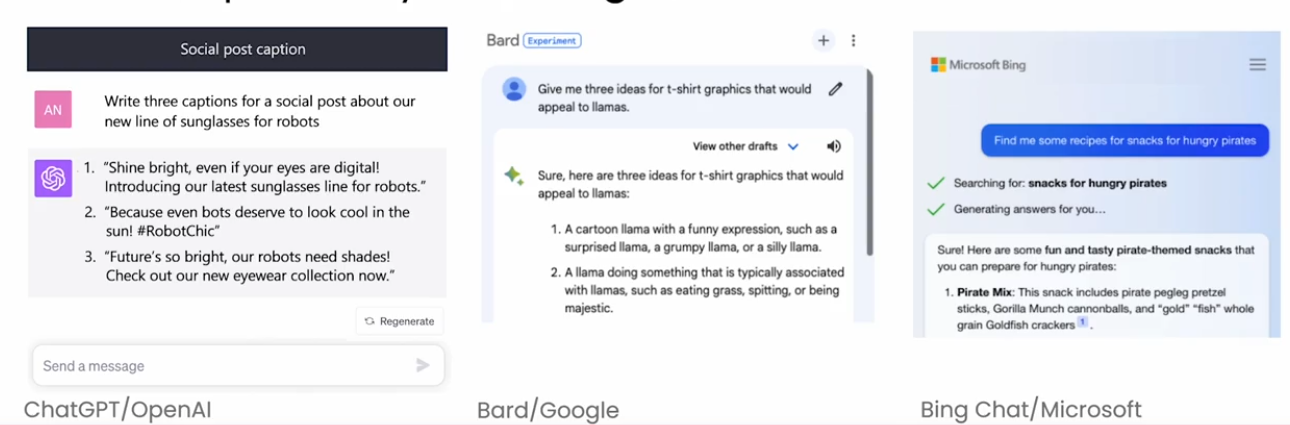 Social post caption
AN
Write three captions for a social post about our
new line of sunglasses for robots
1. “Shine bright, even if your eyes are digital!
Introducing our latest sunglasses line for robots.”
2. “Because even bots deserve to look cool in the
sun! #RobotChic”
3. “Future’s so bright, our robots need shades!
Check out our new eyewear collection now.”
Regenerate
Send a message
ChatGPT/OpenAI
Bard Experiment
Give me three ideas for t-shirt graphics that would
appeal to llamas.
View other drafts
Sure, here are three ideas for t-shirt graphics that would
appeal to llamas:
1. A cartoon llama with a funny expression, such as a
surprised llama, a grumpy llama, or a silly llama.
2. A llama doing something that is typically associated
with llamas, such as eating grass, spitting, or being
majestic.
Bard/Google
Microsoft Bing
Find me some recipes for snacks for hungry pirates
Searching for: snacks for hungry pirates
Generating answers for you...
Sure! Here are some fun and tasty pirate-themed snacks that
you can prepare for hungry pirates:
1. Pirate Mix: This snack includes pirate pegleg pretzel
sticks, Gorilla Munch cannonballs, and “gold” “fish” whole
grain Goldfish crackers 1 .
Bing Chat/Microsoft